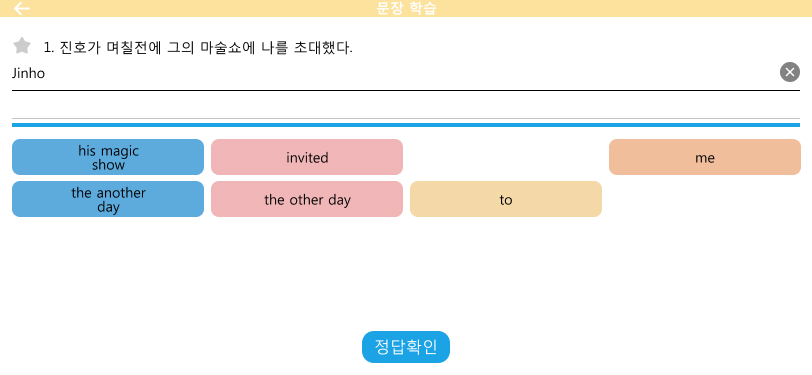 문장 학습
1. 진호가 며칠전에 그의 마술쇼에 나를 초대했다.
Jinho
his magic
show
invited
me
the another
day
the other day
to
정답확인